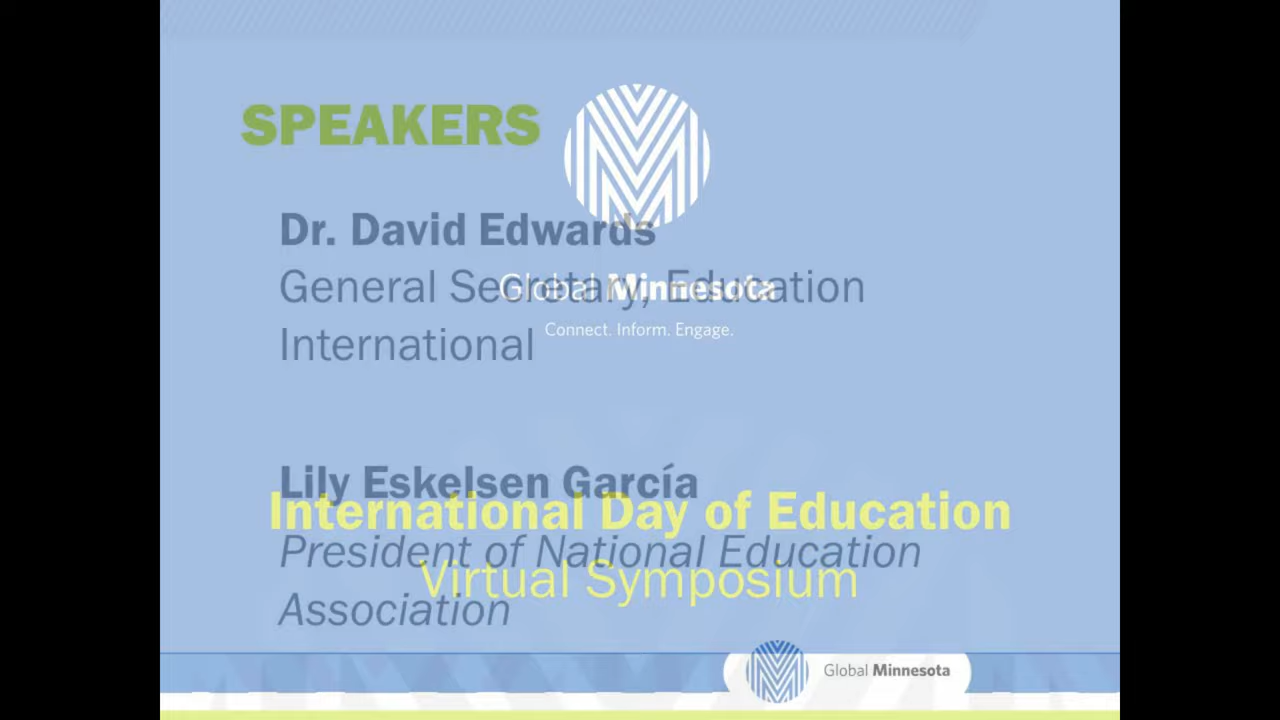 SPEAKERS
Dr. David Edwards
General Secretary, Education
International
Global Minnesota
Connect. Inform. Engage.
Lily Eskelsen García
President of National Education
Association
International Day of Education
Virtual Symposium
Global Minnesota